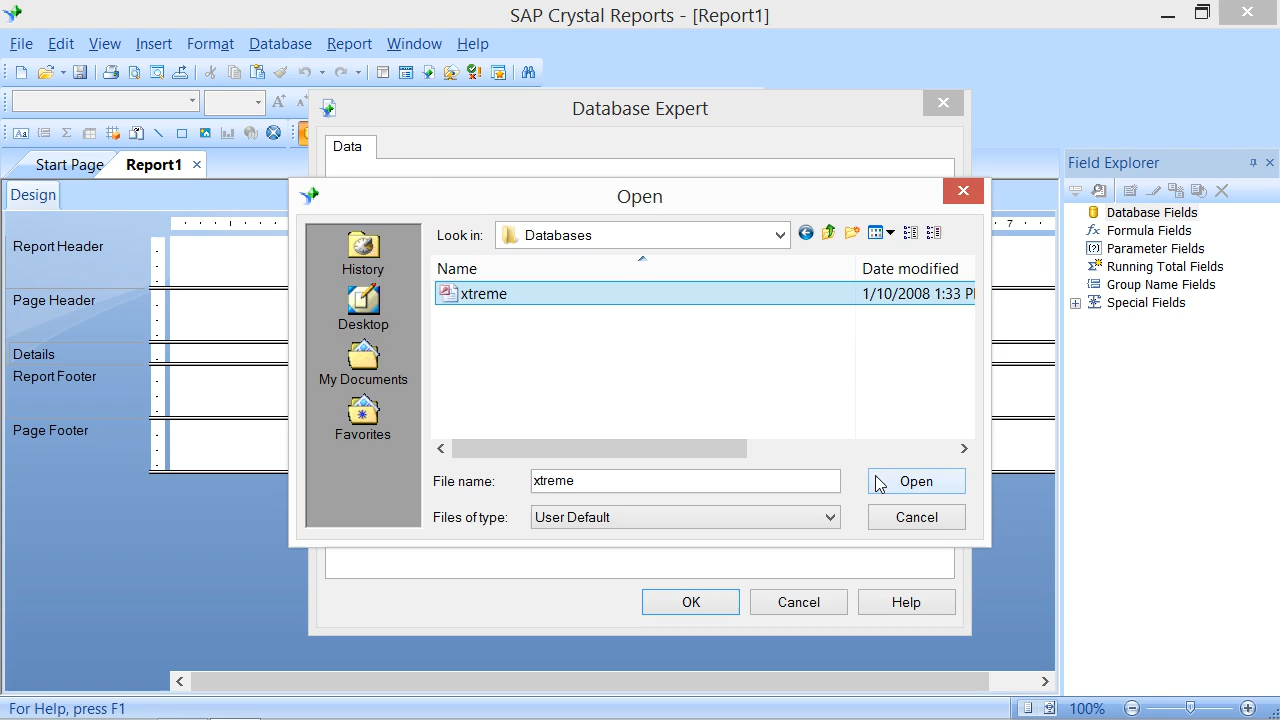 SAP Crystal Reports - [Report1]
File Edit View Insert Format Database Report Window Help
Database Expert
Data
Start Page Report1
Design
Report Header
Page Header
Details
Report Footer
Page Footer
7
Open
Look in: Databases
History
Desktop
My Documents
Favorites
Name Date modified
xtreme 1/10/2008 1:33 P
File name: xtreme Open
Files of type: User Default Cancel
OK Cancel Help
Field Explorer
Database Fields
Formula Fields
Parameter Fields
Running Total Fields
Group Name Fields
Special Fields
For Help, press F1 100%